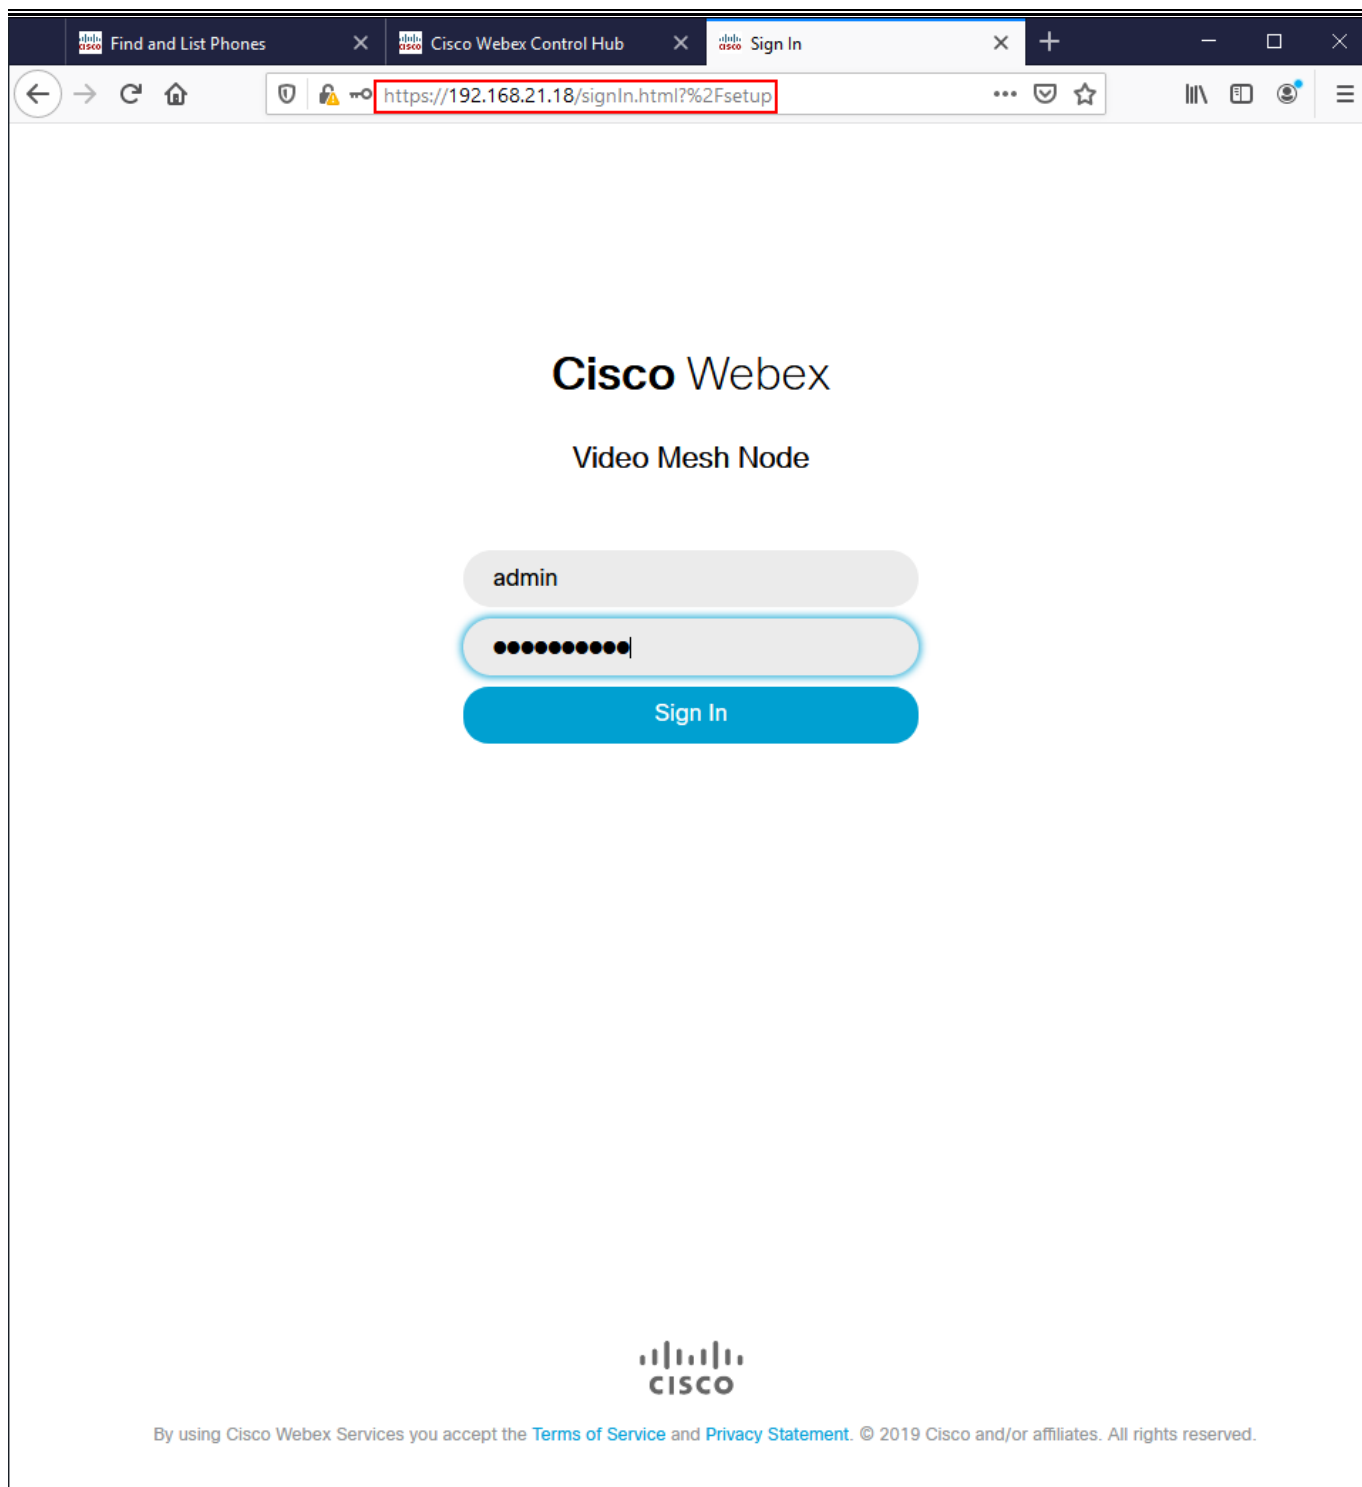 Find and List Phones
Cisco Webex Control Hub
Sign In
https://192.168.21.18/signIn.html?%2Fsetup
Cisco Webex
Video Mesh Node
admin
••••••••••
Sign In
CISCO
By using Cisco Webex Services you accept the Terms of Service and Privacy Statement. © 2019 Cisco and/or affiliates. All rights reserved.